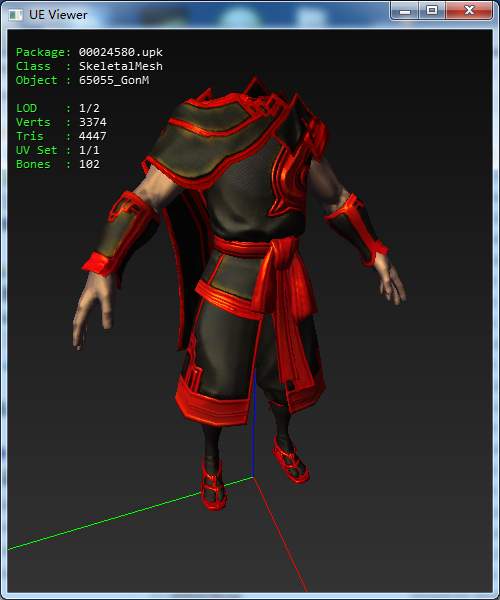 UE Viewer
Package: 00024580.upk
Class : SkeletalMesh
Object : 65055_GonM
LOD : 1/2
Verts : 3374
Tris : 4447
UV Set : 1/1
Bones : 102